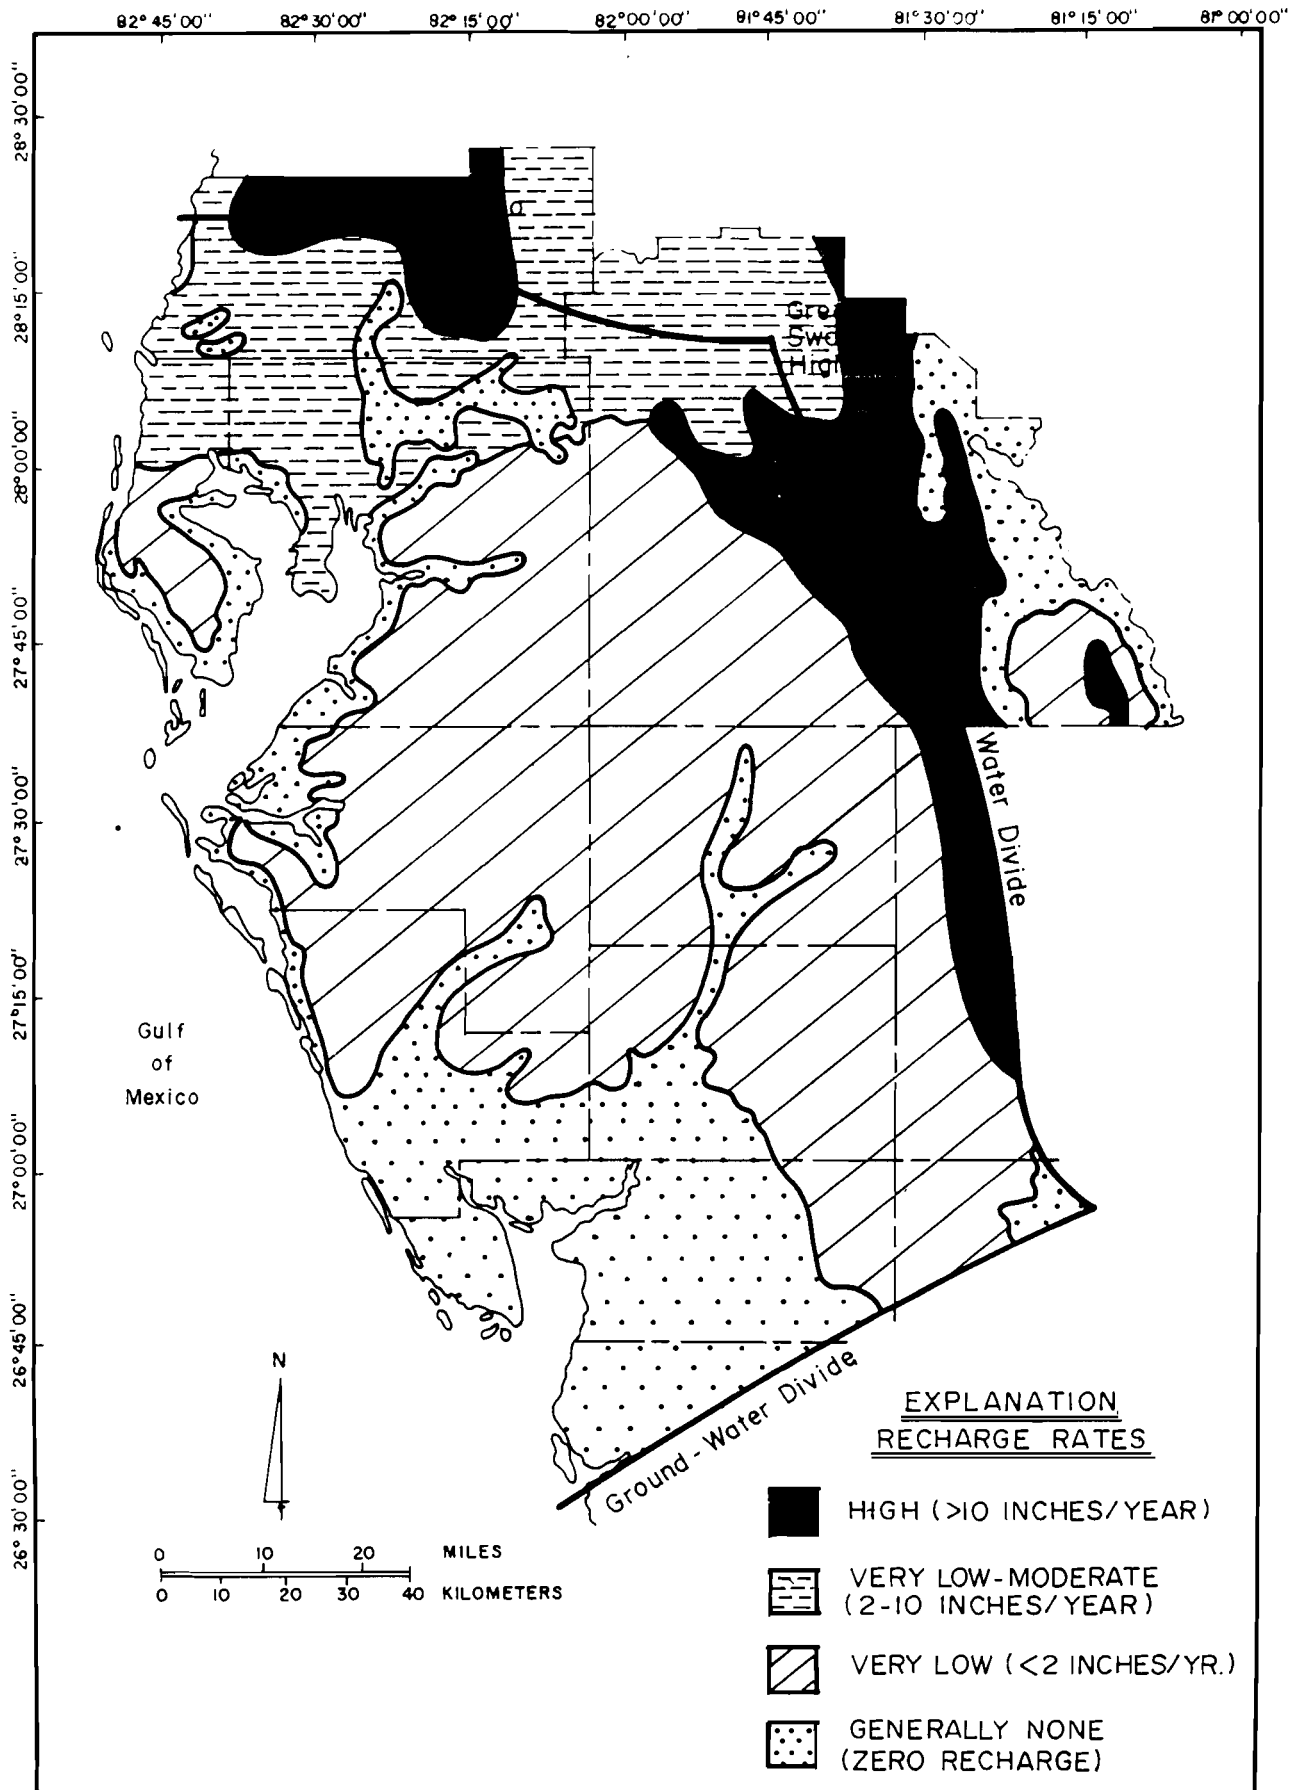 82°45'00"
82°30'00"
82°15'00"
82°00'00"
81°45'00"
81°30'00"
81°15'00"
81°00'00"
28°30'00"
28°15'00"
28°00'00"
27°45'00"
27°30'00"
27°15'00"
27°00'00"
26°45'00"
26°30'00"
Gre
Swa
High
Water Divide
Gulf
of
Mexico
Ground-Water Divide
N
0 10 20 MILES
0 10 20 30 40 KILOMETERS
EXPLANATION
RECHARGE RATES
HIGH (>10 INCHES/YEAR)
VERY LOW-MODERATE
(2-10 INCHES/YEAR)
VERY LOW (<2 INCHES/YR.)
GENERALLY NONE
(ZERO RECHARGE)